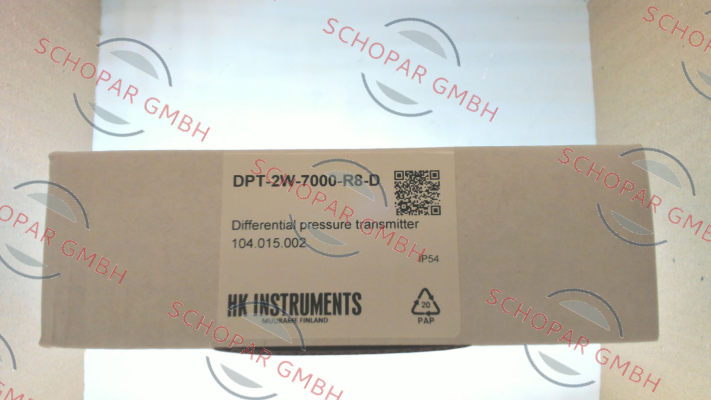 SCHOPAR GMBH
SCHOPAR GMBH
SCHOPAR GMBH
DPT-2W-7000-R8-D
Differential pressure transmitter
104.015.002
IP54
HK INSTRUMENTS
MUURAME FINLAND
20
PAP
SCHOPAR GMBH
SCHOPAR GMBH
SCHOPAR GMBH
SCHOPAR GMBH